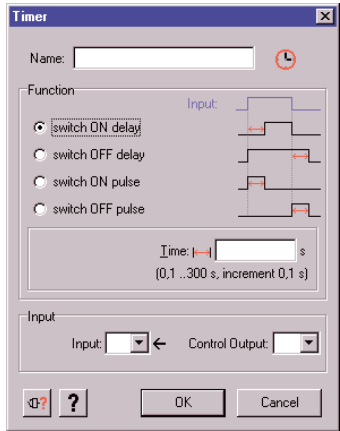 Timer
Name:
Function
Input:
switch ON delay
switch OFF delay
switch ON pulse
switch OFF pulse
Time: s
(0,1 ..300 s, increment 0,1 s)
Input
Input: Control Output:
? ? OK Cancel